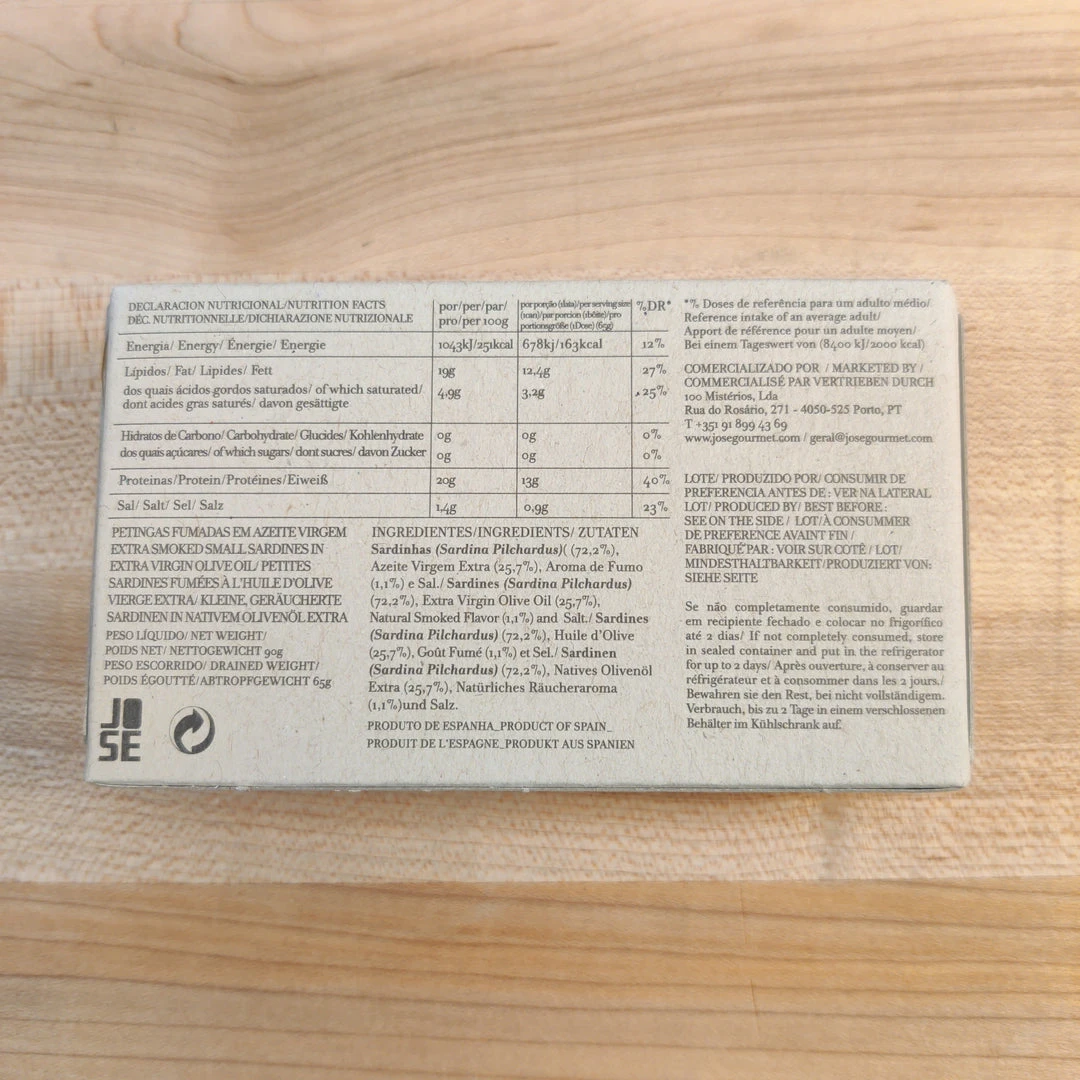 DECLARACION NUTRICIONAL/NUTRITION FACTS
DÉC. NUTRITIONNELLE/DICHIARAZIONE NUTRIZIONALE
por/per/par/
pro/per 100g
por porção (1lata)/per serving size
(1can)/par porcion (1bôite)/pro
portionsgröße (1Dose) (65g)
%DR*
Energia/ Energy/ Énergie/ Energie 1043kJ/251kcal 678kj/163kcal 12%
Lípidos/ Fat/ Lipides/ Fett 19g 12,4g 27%
dos quais ácidos gordos saturados/ of which saturated/
dont acides gras saturés/ davon gesättigte 4,9g 3,2g 25%
Hidratos de Carbono/ Carbohydrate/ Glucides/ Kohlenhydrate 0g 0g 0%
dos quais açúcares/ of which sugars/ dont sucres/ davon Zucker 0g 0g 0%
Proteinas/Protein/Protéines/Eiweiß 20g 13g 40%
Sal/ Salt/ Sel/ Salz 1,4g 0,9g 23%
PETINGAS FUMADAS EM AZEITE VIRGEM
EXTRA SMOKED SMALL SARDINES IN
EXTRA VIRGIN OLIVE OIL/ PETITES
SARDINES FUMÉES À L'HUILE D'OLIVE
VIERGE EXTRA/ KLEINE, GERÄUCHERTE
SARDINEN IN NATIVEM OLIVENÖL EXTRA
PESO LÍQUIDO/ NET WEIGHT/
POIDS NET/ NETTOGEWICHT 90g
PESO ESCORRIDO/ DRAINED WEIGHT/
POIDS ÉGOUTTÉ/ABTROPFGEWICHT 65g
JOSE
INGREDIENTES/INGREDIENTS/ ZUTATEN
Sardinhas (Sardina Pilchardus)( (72,2%),
Azeite Virgem Extra (25,7%), Aroma de Fumo
(1,1%) e Sal./ Sardines (Sardina Pilchardus)
(72,2%), Extra Virgin Olive Oil (25,7%),
Natural Smoked Flavor (1,1%) and Salt./ Sardines
(Sardina Pilchardus) (72,2%), Huile d'Olive
(25,7%), Goût Fumé (1,1%) et Sel./ Sardinen
(Sardina Pilchardus) (72,2%), Natives Olivenöl
Extra (25,7%), Natürliches Räucheraroma
(1,1%)und Salz.
PRODUTO DE ESPANHA_PRODUCT OF SPAIN_
PRODUIT DE L'ESPAGNE_PRODUKT AUS SPANIEN
*% Doses de referência para um adulto médio/
Reference intake of an average adult/
Apport de référence pour un adulte moyen/
Bei einem Tageswert von (8400 kJ/2000 kcal)
COMERCIALIZADO POR / MARKETED BY /
COMMERCIALISÉ PAR VERTRIEBEN DURCH
100 Mistérios, Lda
Rua do Rosário, 271 - 4050-525 Porto, PT
T +351 91 899 43 69
www.josegourmet.com / geral@josegourmet.com
LOTE/ PRODUZIDO POR/ CONSUMIR DE
PREFERENCIA ANTES DE : VER NA LATERAL
LOT/ PRODUCED BY/ BEST BEFORE :
SEE ON THE SIDE / LOT/À CONSUMMER
DE PREFERENCE AVAINT FIN /
FABRIQUÉ PAR : VOIR SUR COTÊ / LOT/
MINDESTHALTBARKEIT/PRODUZIERT VON:
SIEHE SEITE
Se não completamente consumido, guardar
em recipiente fechado e colocar no frigorífico
até 2 dias/ If not completely consumed, store
in sealed container and put in the refrigerator
for up to 2 days/ Après ouverture, à conserver au
réfrigérateur et à consommer dans les 2 jours./
Bewahren sie den Rest, bei nicht vollständigem.
Verbrauch, bis zu 2 Tage in einem verschlossenen
Behälter im Kühlschrank auf.